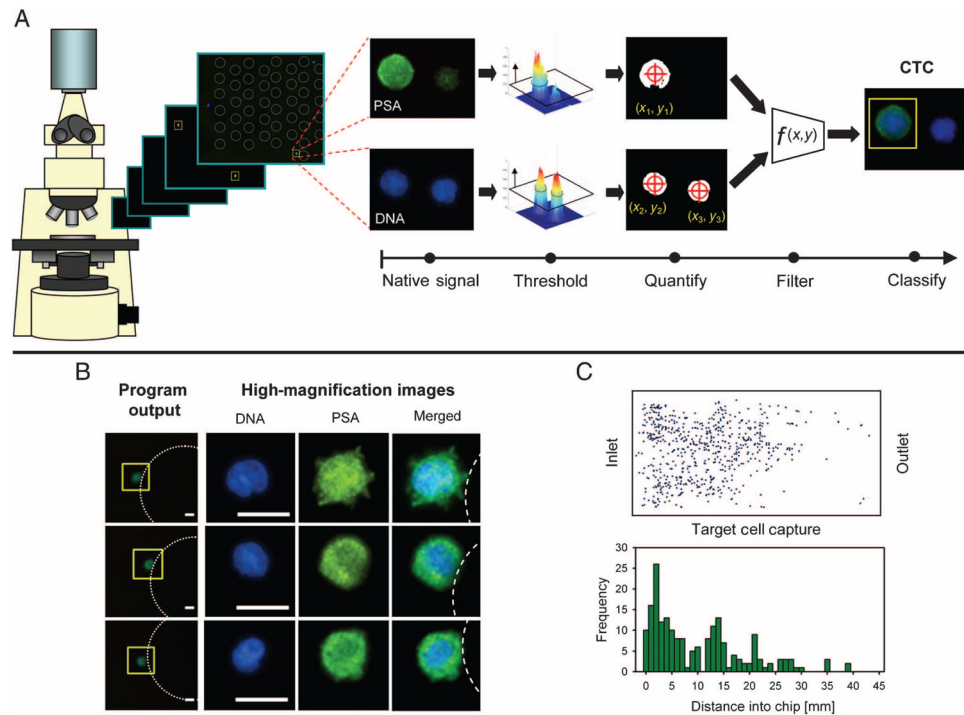 A
PSA
DNA
(x1, y1)
(x2, y2)
(x3, y3)
f(x,y)
CTC
Native signal
Threshold
Quantify
Filter
Classify
B
Program
output
High-magnification images
DNA
PSA
Merged
C
Inlet
Outlet
Target cell capture
Frequency
30
25
20
15
10
5
0
0 5 10 15 20 25 30 35 40 45
Distance into chip [mm]